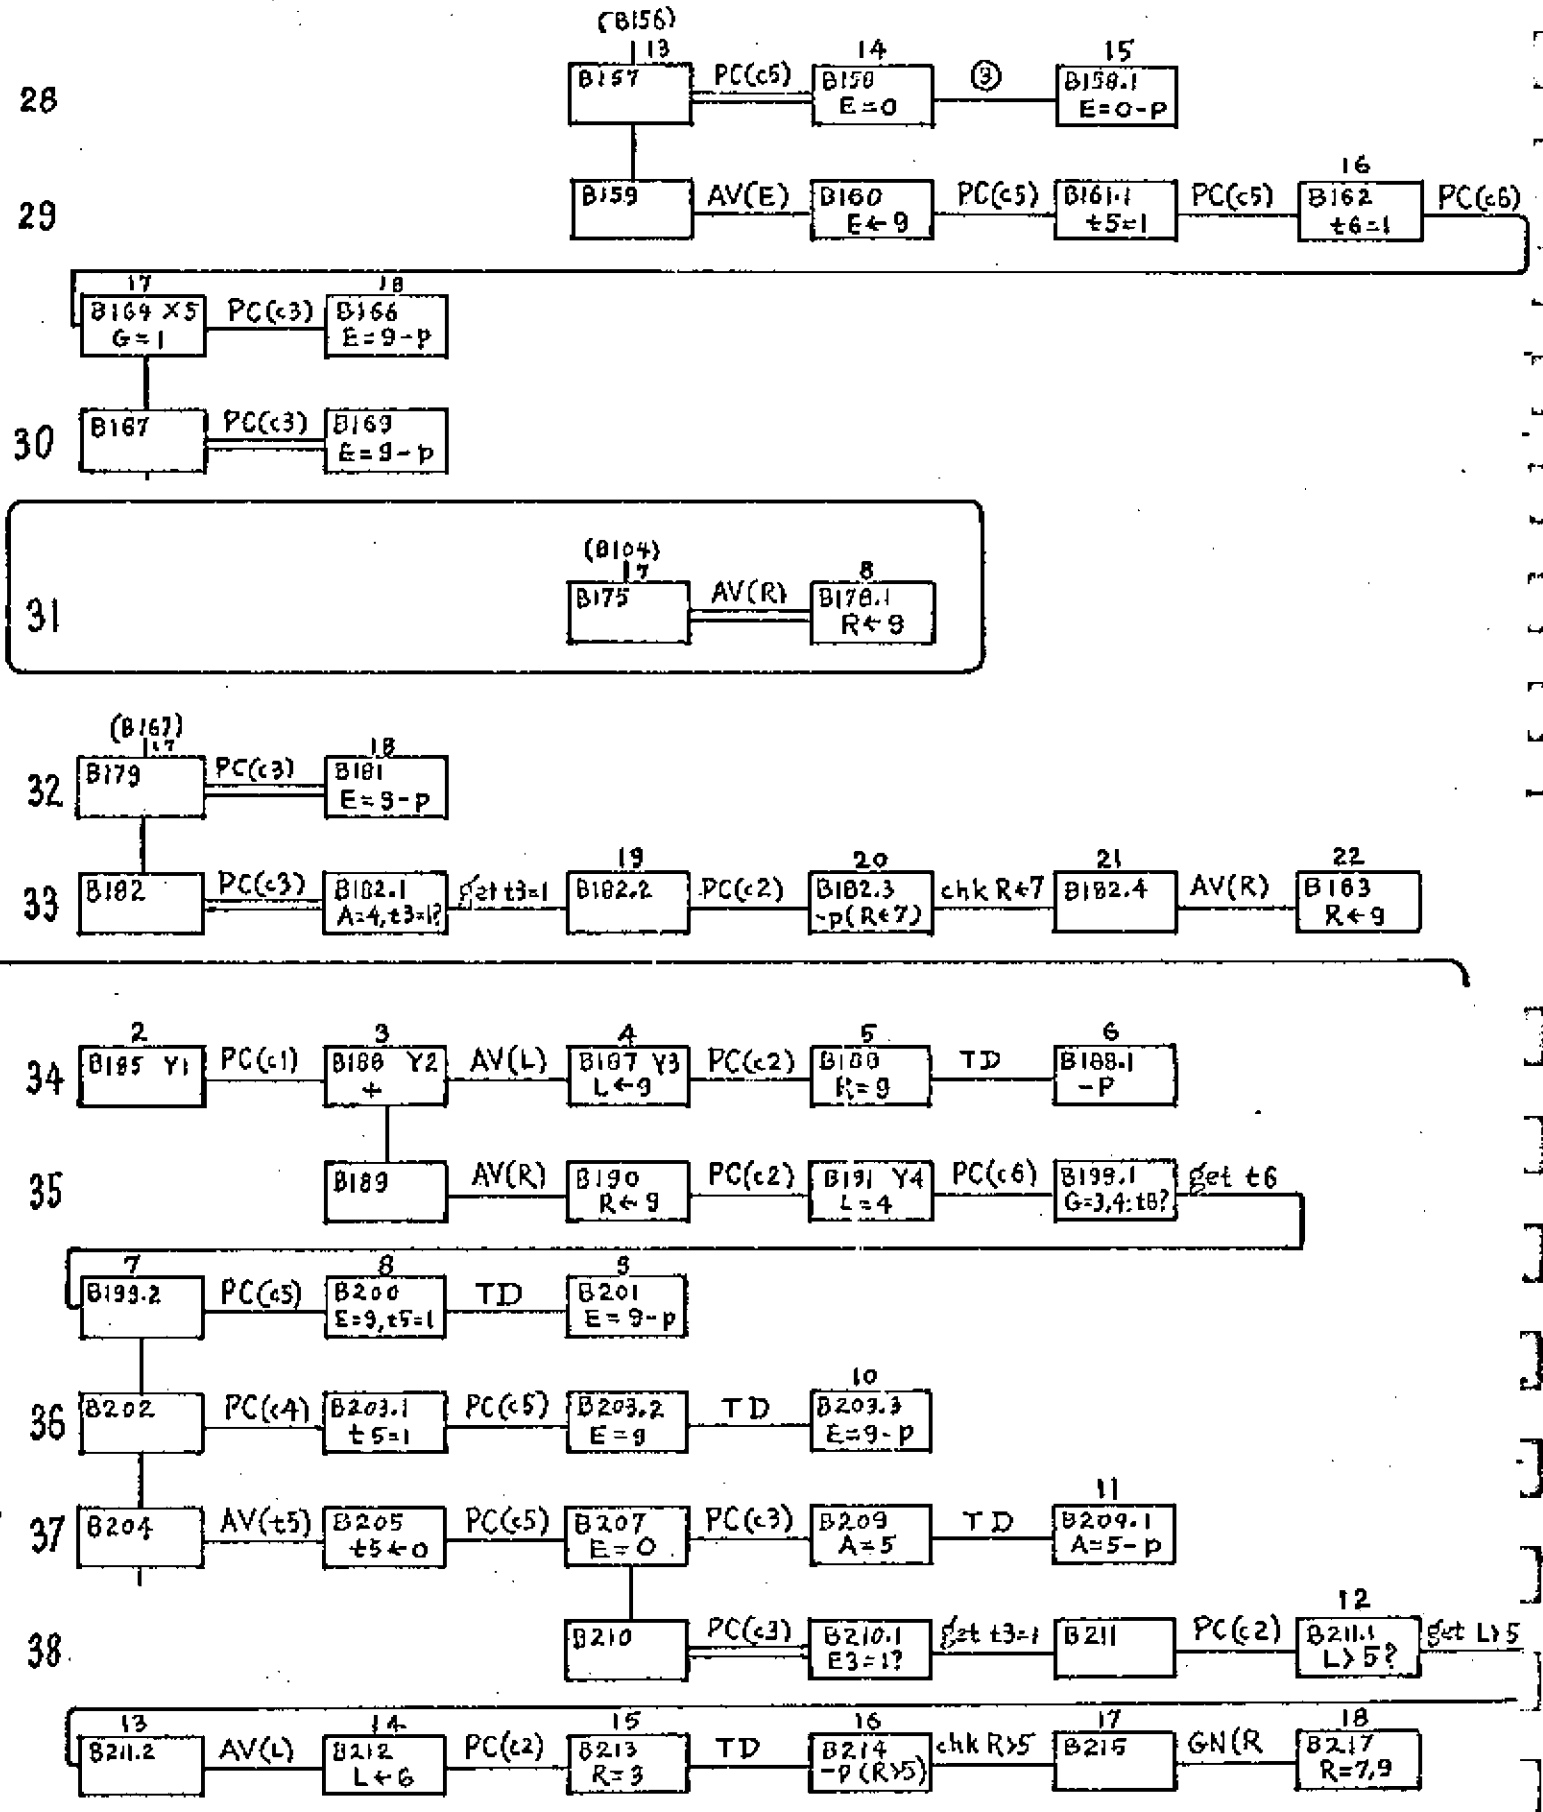 (B156)
13 14 15
28 B157 PC(c5) B158 ③ B158.1
E=0 E=0-P
16
29 B159 AV(E) B160 PC(c5) B161.1 PC(c5) B162 PC(c6)
E←9 t5=1 t6=1
17 18
B164 X5 PC(c3) B166
G=1 E=9-P
30 B167 PC(c3) B169
E=9-P
(B104)
7 8
31 B175 AV(R) B178.1
R←9
(B167)
17 18
32 B179 PC(c3) B181
E=9-P
19 20 21 22
33 B182 PC(c3) B182.1 get t3=1 B182.2 PC(c2) B182.3 chk R←7 B182.4 AV(R) B183
A=4,t3=1? -P(R←7) R←9
2 3 4 5 6
34 B185 Y1 PC(c1) B186 Y2 AV(L) B187 Y3 PC(c2) B188 TD B188.1
+ L←9 R=9 -P
35 B189 AV(R) B190 PC(c2) B191 Y4 PC(c6) B199.1 get t6
R←9 L=4 G=3,4:t6?
7 8 9
B199.2 PC(c5) B200 TD B201
E=9,t5=1 E=9-P
10
36 B202 PC(c4) B203.1 PC(c5) B203.2 TD B203.3
t5=1 E=9 E=9-P
11
37 B204 AV(t5) B205 PC(c5) B207 PC(c3) B209 TD B209.1
t5←0 E=0 A=5 A=5-P
12
38 B210 PC(c3) B210.1 get t3=1 B211 PC(c2) B211.1 get L>5
E3=1? L>5?
13 14 15 16 17 18
B211.2 AV(L) B212 PC(c2) B213 TD B214 chk R>5 B215 GN(R B217
L←6 R=3 -P(R>5) R=7,9